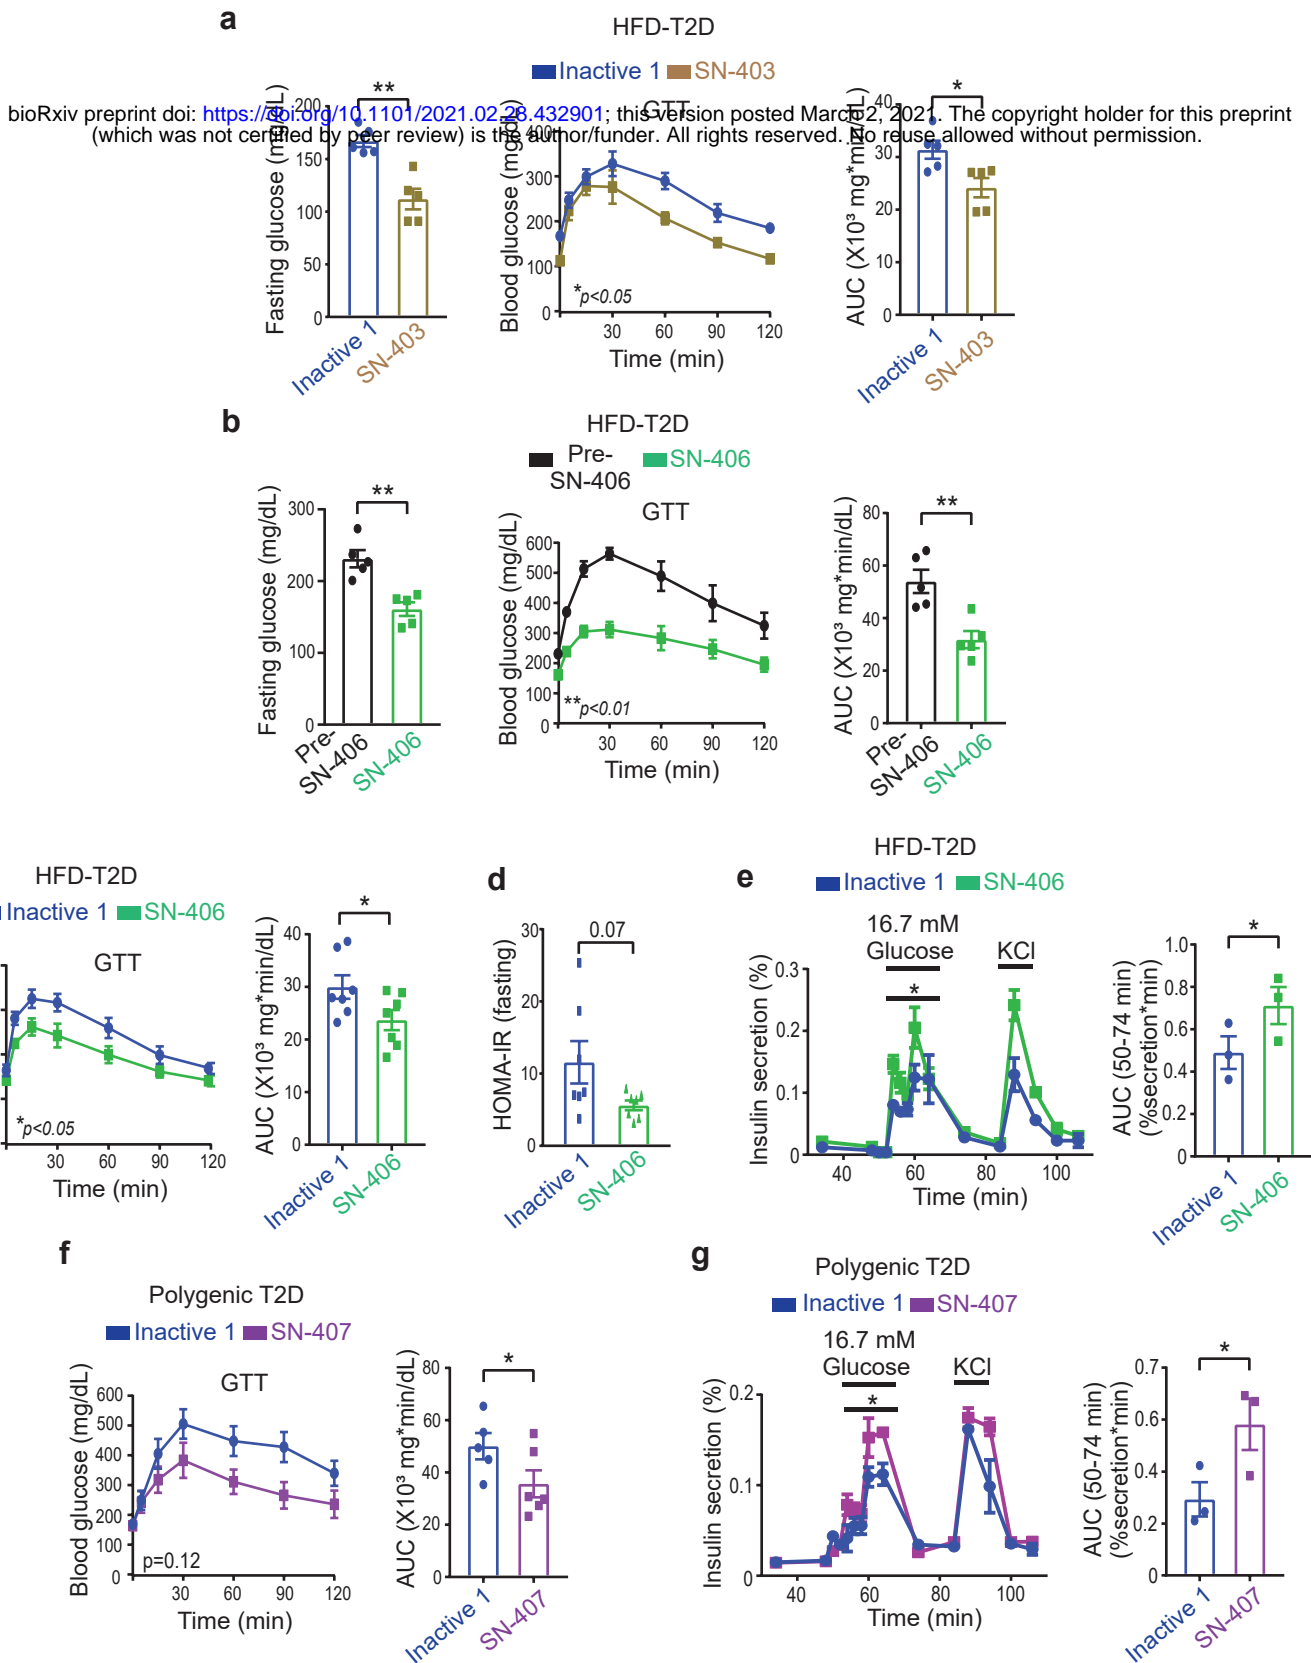 a
HFD-T2D
Inactive 1 SN-403
bioRxiv preprint doi: https://doi.org/10.1101/2021.02.28.432901; this version posted March 2, 2021. The copyright holder for this preprint
(which was not certified by peer review) is the author/funder. All rights reserved. No reuse allowed without permission.
Fasting glucose (mg/dL)
200
150
100
50
0
**
Inactive 1
SN-403
GTT
Blood glucose (mg/dL)
400
300
200
100
0
*p<0.05
30 60 90 120
Time (min)
AUC (X10³ mg*min/dL)
40
30
20
10
0
*
Inactive 1
SN-403
b
HFD-T2D
Pre-
SN-406
SN-406
Fasting glucose (mg/dL)
300
200
100
0
**
Pre-
SN-406
SN-406
GTT
Blood glucose (mg/dL)
600
500
400
300
200
100
0
**p<0.01
30 60 90 120
Time (min)
AUC (X10³ mg*min/dL)
80
60
40
20
0
**
Pre-
SN-406
SN-406
HFD-T2D
Inactive 1 SN-406
GTT
*p<0.05
30 60 90 120
Time (min)
AUC (X10³ mg*min/dL)
40
30
20
10
0
*
Inactive 1
SN-406
d
HOMA-IR (fasting)
30
20
10
0
0.07
Inactive 1
SN-406
e
HFD-T2D
Inactive 1 SN-406
16.7 mM
Glucose
KCl
*
Insulin secretion (%)
0.3
0.2
0.1
0
40 60 80 100
Time (min)
AUC (50-74 min)
(%secretion*min)
1.0
0.8
0.6
0.4
0.2
0
*
Inactive 1
SN-406
f
Polygenic T2D
Inactive 1 SN-407
GTT
Blood glucose (mg/dL)
600
500
400
300
200
100
0
p=0.12
30 60 90 120
Time (min)
AUC (X10³ mg*min/dL)
80
60
40
20
0
*
Inactive 1
SN-407
g
Polygenic T2D
Inactive 1 SN-407
16.7 mM
Glucose
KCl
*
Insulin secretion (%)
0.2
0.1
0
40 60 80 100
Time (min)
AUC (50-74 min)
(%secretion*min)
0.7
0.6
0.4
0.2
0
*
Inactive 1
SN-407